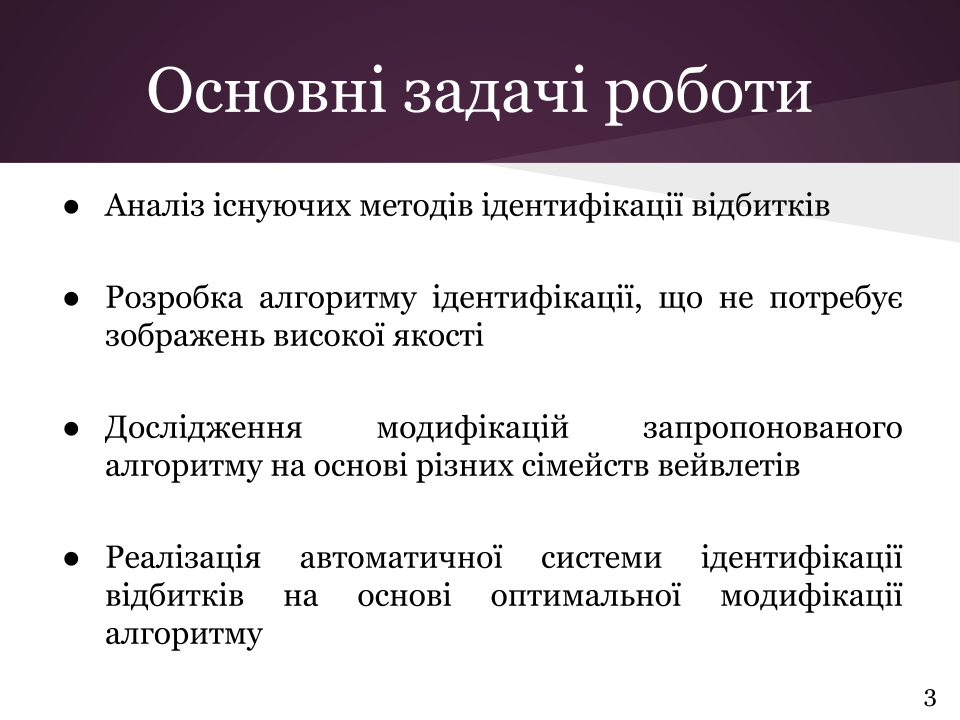 Основні задачі роботи
● Аналіз існуючих методів ідентифікації відбитків
● Розробка алгоритму ідентифікації, що не потребує
зображень високої якості
● Дослідження модифікацій запропонованого
алгоритму на основі різних сімейств вейвлетів
● Реалізація автоматичної системи ідентифікації
відбитків на основі оптимальної модифікації
алгоритму
3